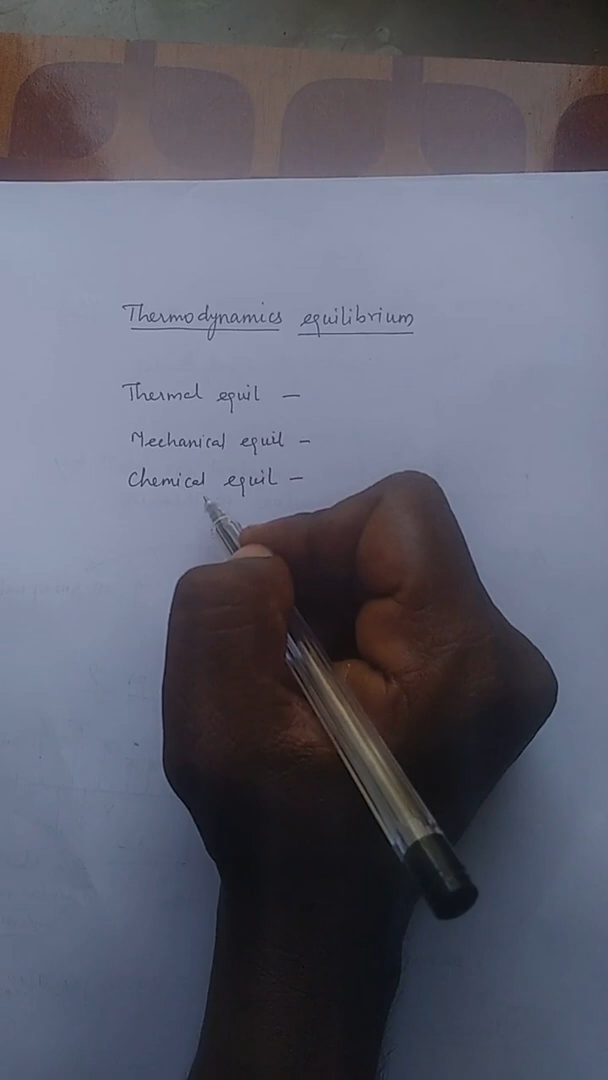 Thermodynamics equilibrium
Thermal equil –
Mechanical equil –
Chemical equil –